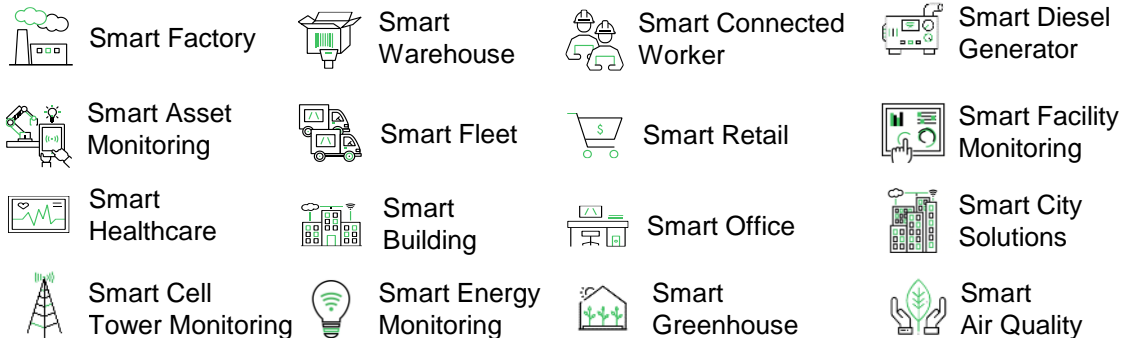 Smart Factory
Smart
Warehouse
Smart Connected
Worker
Smart Diesel
Generator
Smart Asset
Monitoring
Smart Fleet
Smart Retail
$
Smart Facility
Monitoring
Smart
Healthcare
Smart
Building
Smart Office
Smart City
Solutions
Smart Cell
Tower Monitoring
Smart Energy
Monitoring
Smart
Greenhouse
Smart
Air Quality